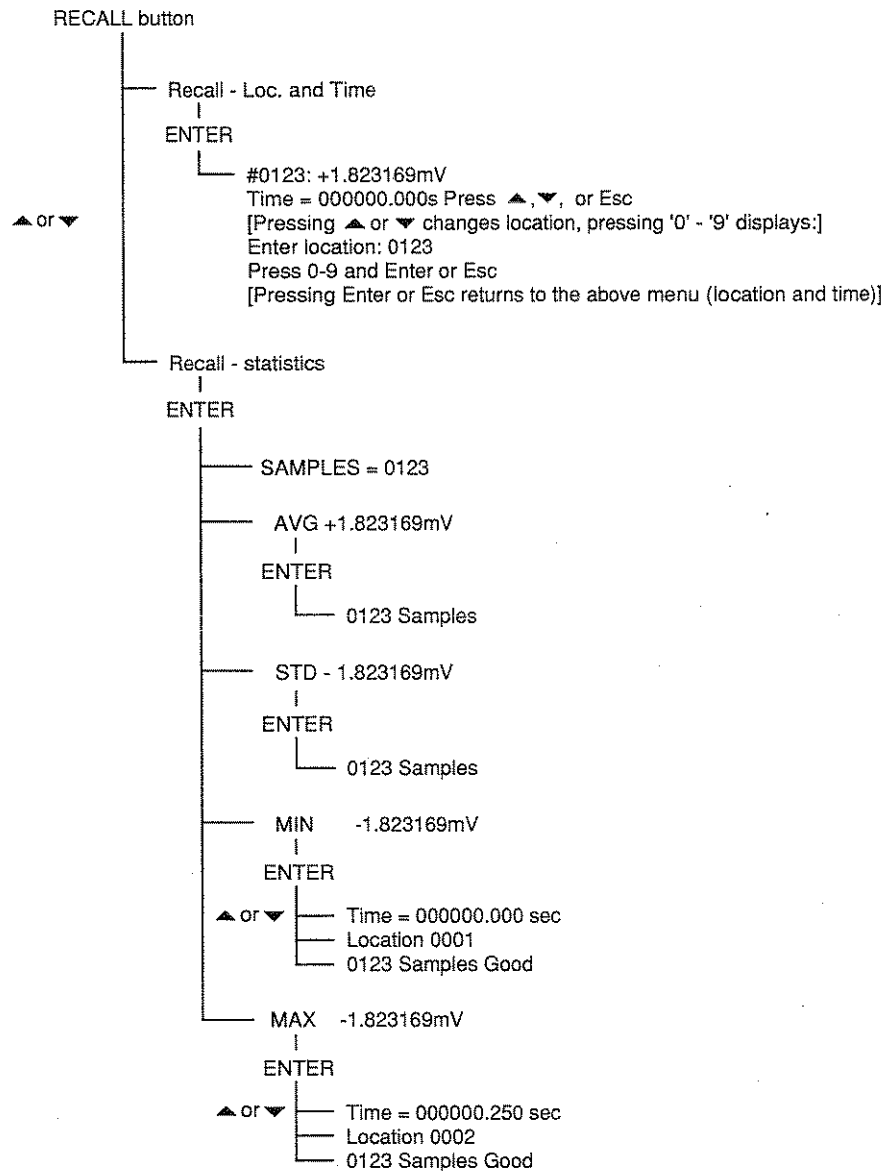 RECALL button
Recall - Loc. and Time
ENTER
#0123: +1.823169mV
Time = 000000.000s Press ▲,▼, or Esc
▲ or ▼
[Pressing ▲ or ▼ changes location, pressing '0' - '9' displays:]
Enter location: 0123
Press 0-9 and Enter or Esc
[Pressing Enter or Esc returns to the above menu (location and time)]
Recall - statistics
ENTER
SAMPLES = 0123
AVG +1.823169mV
ENTER
0123 Samples
STD - 1.823169mV
ENTER
0123 Samples
MIN -1.823169mV
ENTER
▲ or ▼
Time = 000000.000 sec
Location 0001
0123 Samples Good
MAX -1.823169mV
ENTER
▲ or ▼
Time = 000000.250 sec
Location 0002
0123 Samples Good